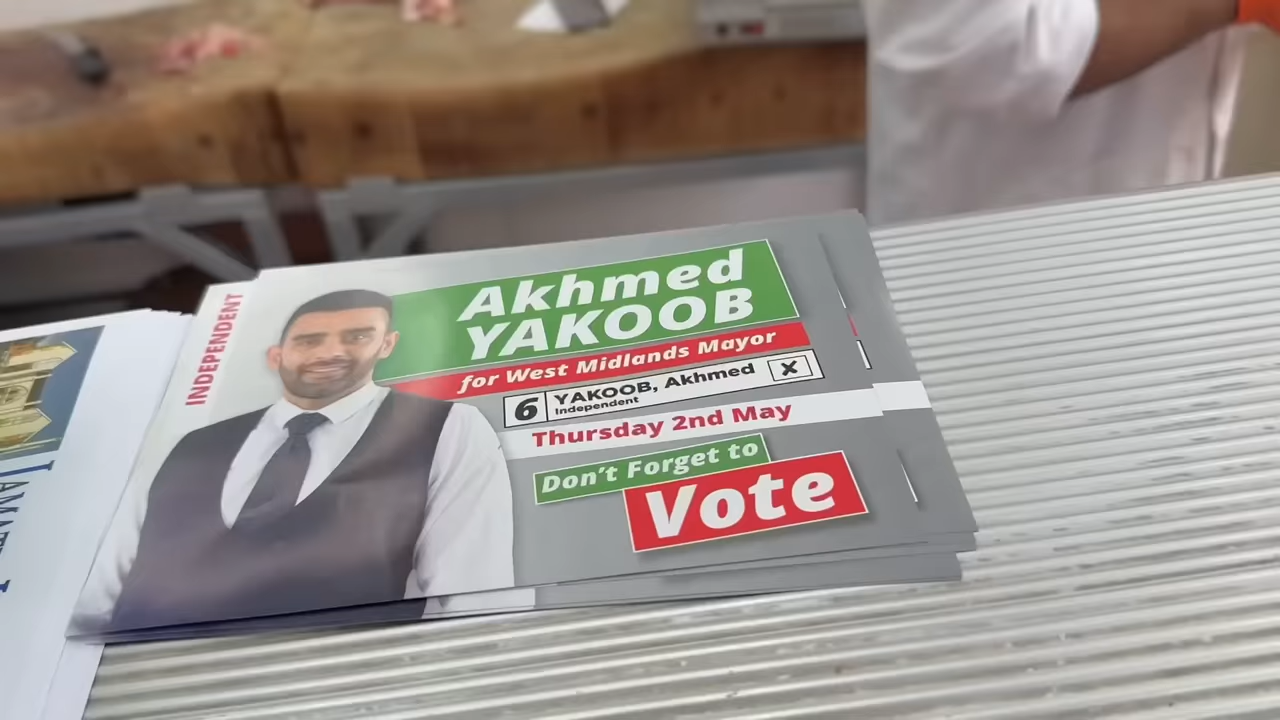 INDEPENDENT
Akhmed
YAKOOB
for West Midlands Mayor
6 YAKOOB, Akhmed X
Independent
Thursday 2nd May
Don't Forget to
Vote